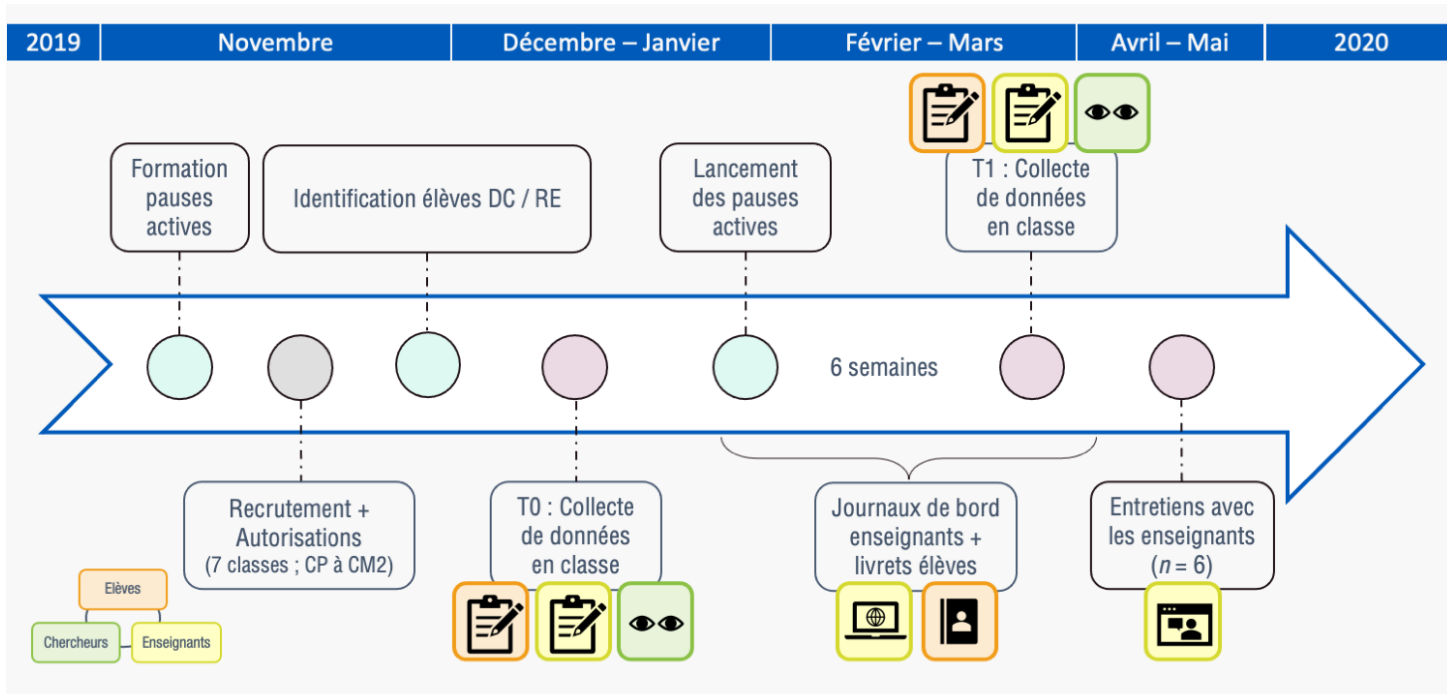 2019
Novembre
Décembre – Janvier
Février – Mars
Avril – Mai
2020
Formation
pauses
actives
Identification élèves DC / RE
Lancement
des pauses
actives
T1 : Collecte
de données
en classe
6 semaines
Recrutement +
Autorisations
(7 classes ; CP à CM2)
T0 : Collecte
de données
en classe
Journaux de bord
enseignants +
livrets élèves
Entretiens avec
les enseignants
(n = 6)
Elèves
Chercheurs
Enseignants